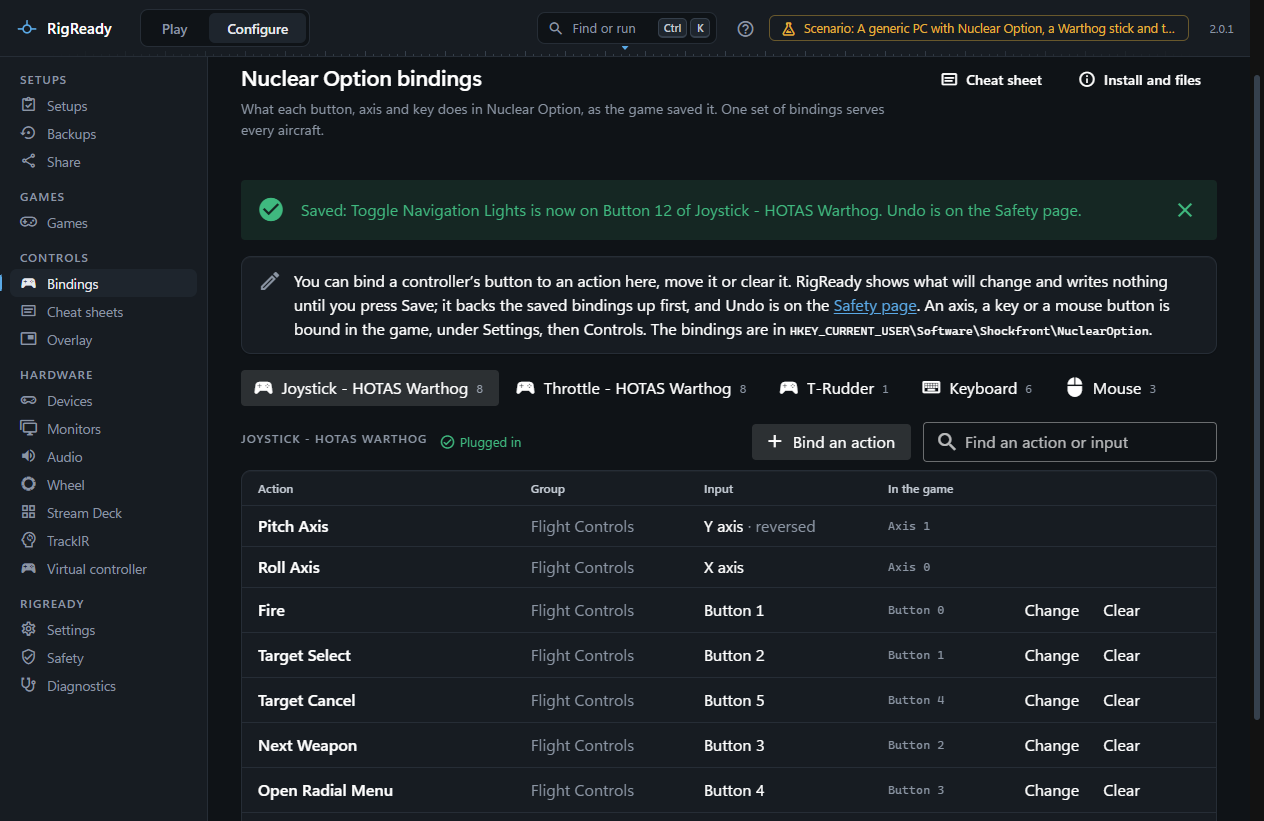 RigReady
Play
Configure
Find or run
Ctrl
K
Scenario: A generic PC with Nuclear Option, a Warthog stick and t...
2.0.1
SETUPS
Setups
Backups
Share
GAMES
Games
CONTROLS
Bindings
Cheat sheets
Overlay
HARDWARE
Devices
Monitors
Audio
Wheel
Stream Deck
TrackIR
Virtual controller
RIGREADY
Settings
Safety
Diagnostics
Nuclear Option bindings
Cheat sheet
Install and files
What each button, axis and key does in Nuclear Option, as the game saved it. One set of bindings serves
every aircraft.
Saved: Toggle Navigation Lights is now on Button 12 of Joystick - HOTAS Warthog. Undo is on the Safety page.
You can bind a controller’s button to an action here, move it or clear it. RigReady shows what will change and writes nothing
until you press Save; it backs the saved bindings up first, and Undo is on the Safety page. An axis, a key or a mouse button is
bound in the game, under Settings, then Controls. The bindings are in HKEY_CURRENT_USER\Software\Shockfront\NuclearOption.
Joystick - HOTAS Warthog 8
Throttle - HOTAS Warthog 8
T-Rudder 1
Keyboard 6
Mouse 3
JOYSTICK - HOTAS WARTHOG
Plugged in
Bind an action
Find an action or input
Action Group Input In the game
Pitch Axis Flight Controls Y axis · reversed Axis 1
Roll Axis Flight Controls X axis Axis 0
Fire Flight Controls Button 1 Button 0 Change Clear
Target Select Flight Controls Button 2 Button 1 Change Clear
Target Cancel Flight Controls Button 5 Button 4 Change Clear
Next Weapon Flight Controls Button 3 Button 2 Change Clear
Open Radial Menu Flight Controls Button 4 Button 3 Change Clear